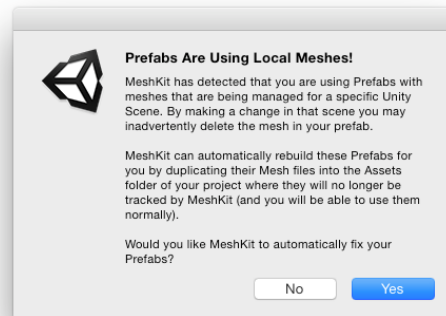 Prefabs Are Using Local Meshes!
MeshKit has detected that you are using Prefabs with
meshes that are being managed for a specific Unity
Scene. By making a change in that scene you may
inadvertently delete the mesh in your prefab.
MeshKit can automatically rebuild these Prefabs for
you by duplicating their Mesh files into the Assets
folder of your project where they will no longer be
tracked by MeshKit (and you will be able to use them
normally).
Would you like MeshKit to automatically fix your
Prefabs?
No Yes